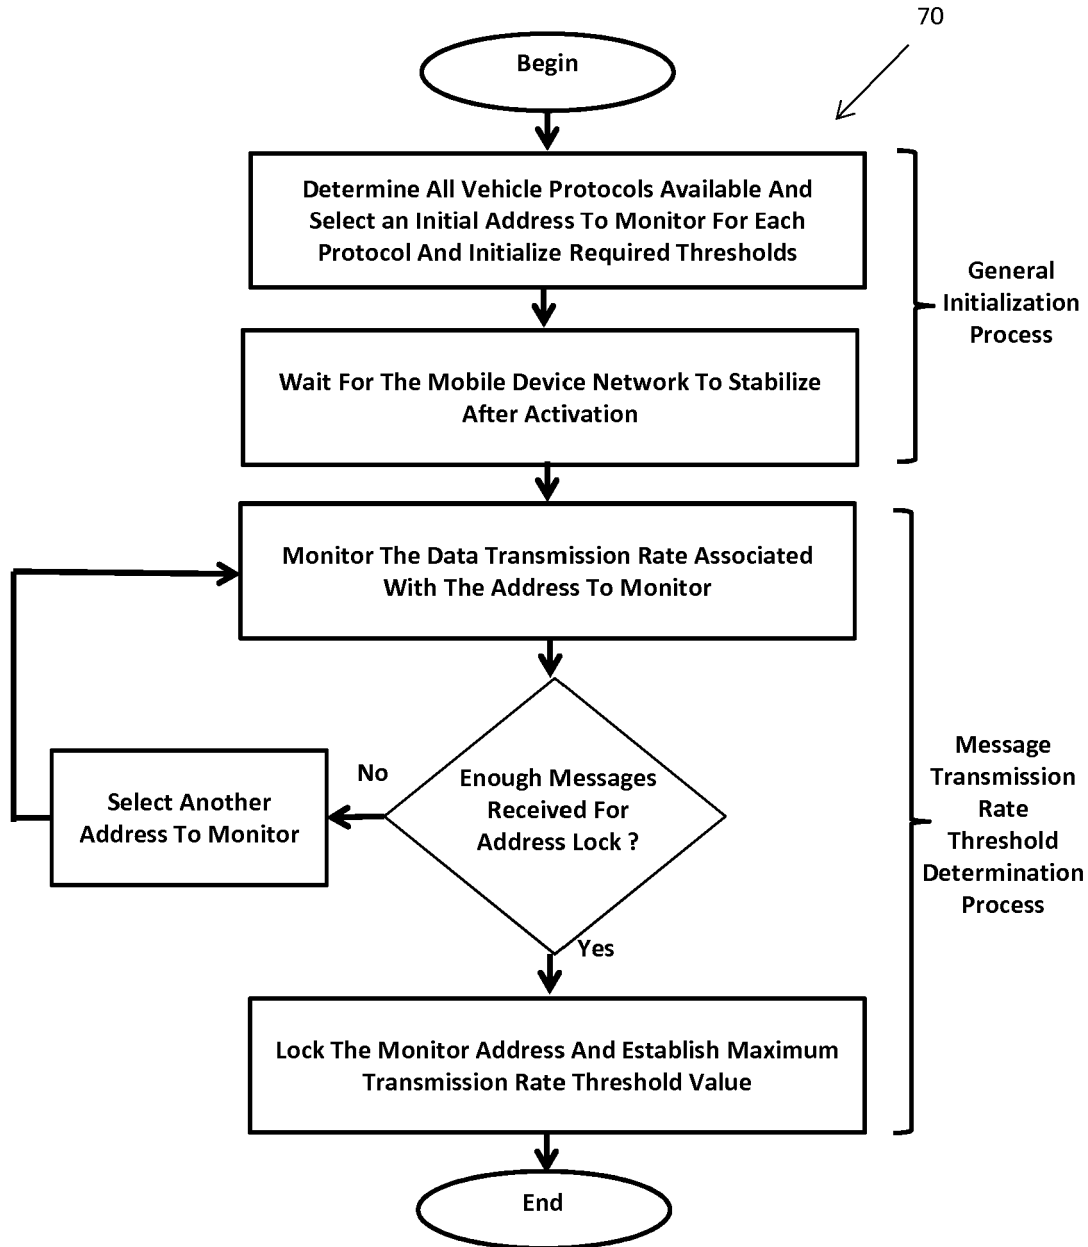 70
Begin
Determine All Vehicle Protocols Available And
Select an Initial Address To Monitor For Each
Protocol And Initialize Required Thresholds
General
Initialization
Process
Wait For The Mobile Device Network To Stabilize
After Activation
Monitor The Data Transmission Rate Associated
With The Address To Monitor
Enough Messages
Received For
Address Lock ?
No
Select Another
Address To Monitor
Message
Transmission
Rate
Threshold
Determination
Process
Yes
Lock The Monitor Address And Establish Maximum
Transmission Rate Threshold Value
End